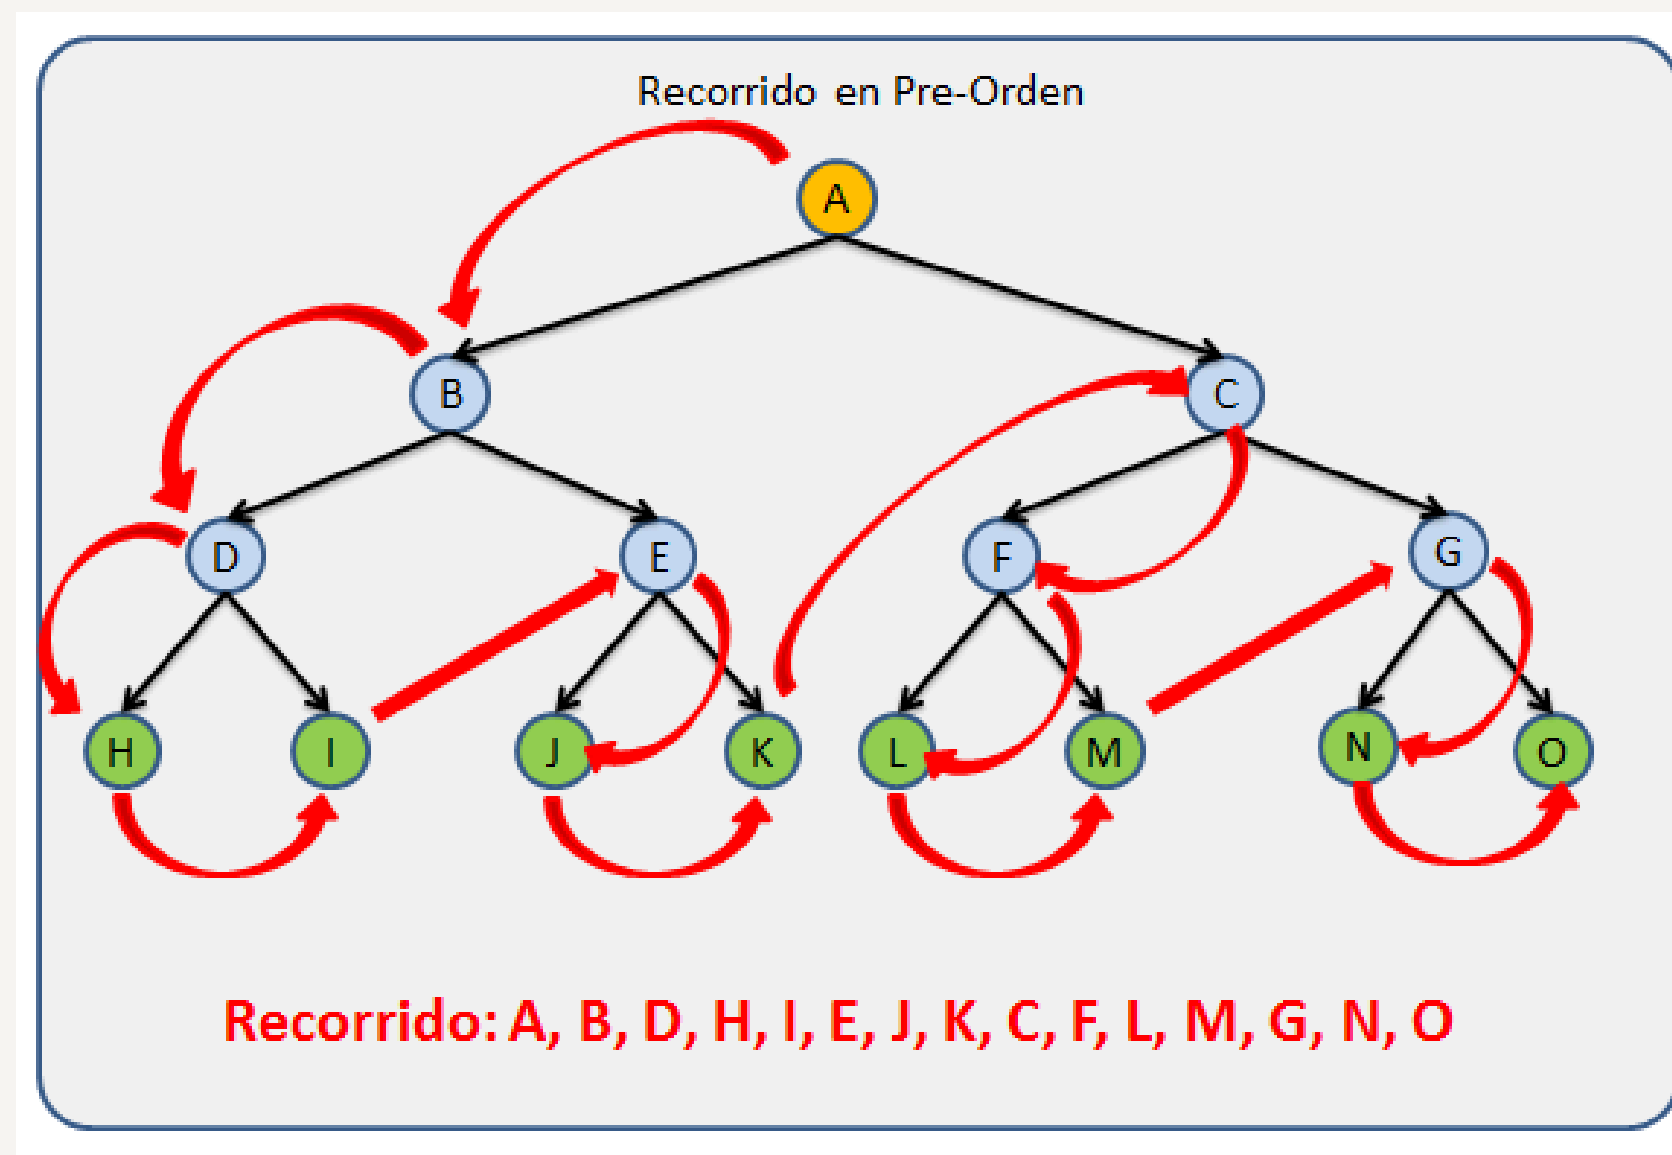 Recorrido en Pre-Orden
A
B
C
D
E
F
G
H
I
J
K
L
M
N
O
Recorrido: A, B, D, H, I, E, J, K, C, F, L, M, G, N, O